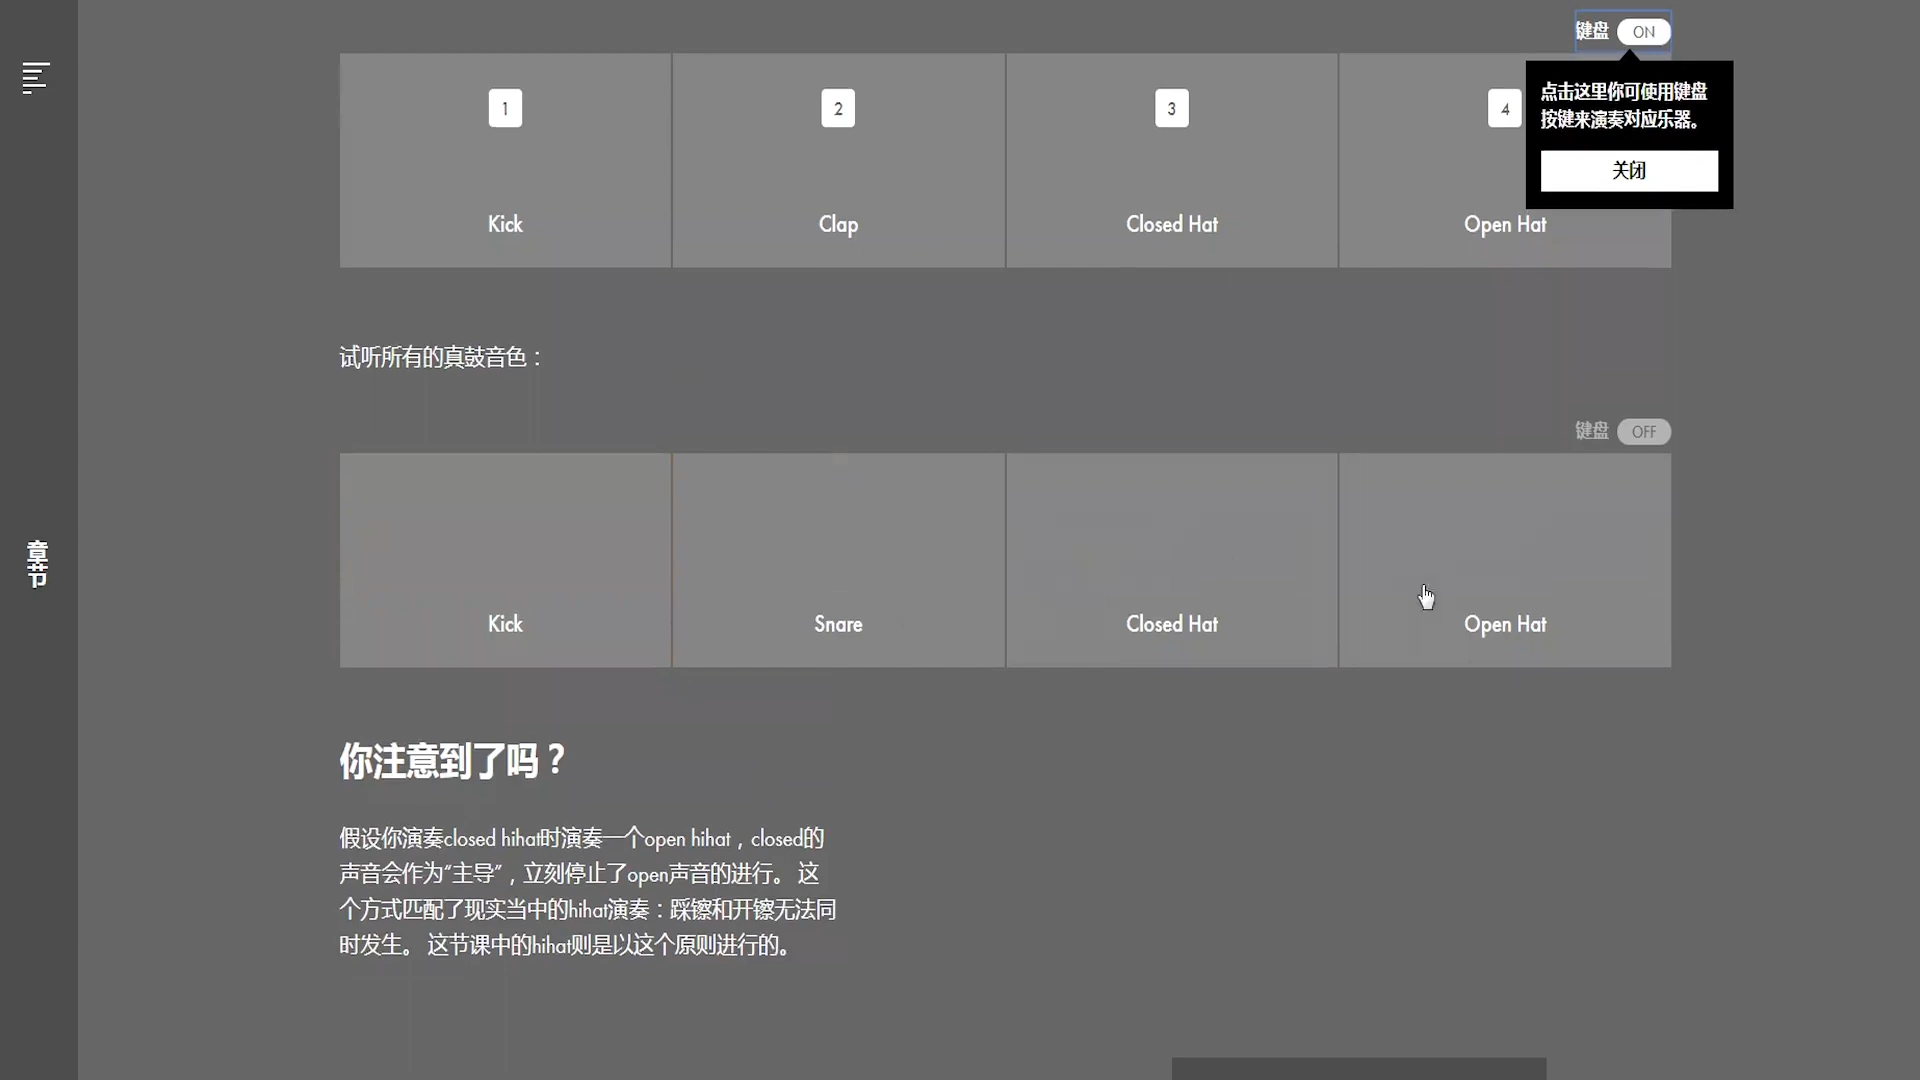 键盘 ON
点击这里你可使用键盘
按键来演奏对应乐器。
关闭
1
2
3
4
Kick
Clap
Closed Hat
Open Hat
试听所有的真鼓音色：
键盘 OFF
Kick
Snare
Closed Hat
Open Hat
章节
你注意到了吗？
假设你演奏closed hihat时演奏一个open hihat，closed的
声音会作为“主导”，立刻停止了open声音的进行。 这
个方式匹配了现实当中的hihat演奏：踩镲和开镲无法同
时发生。 这节课中的hihat则是以这个原则进行的。